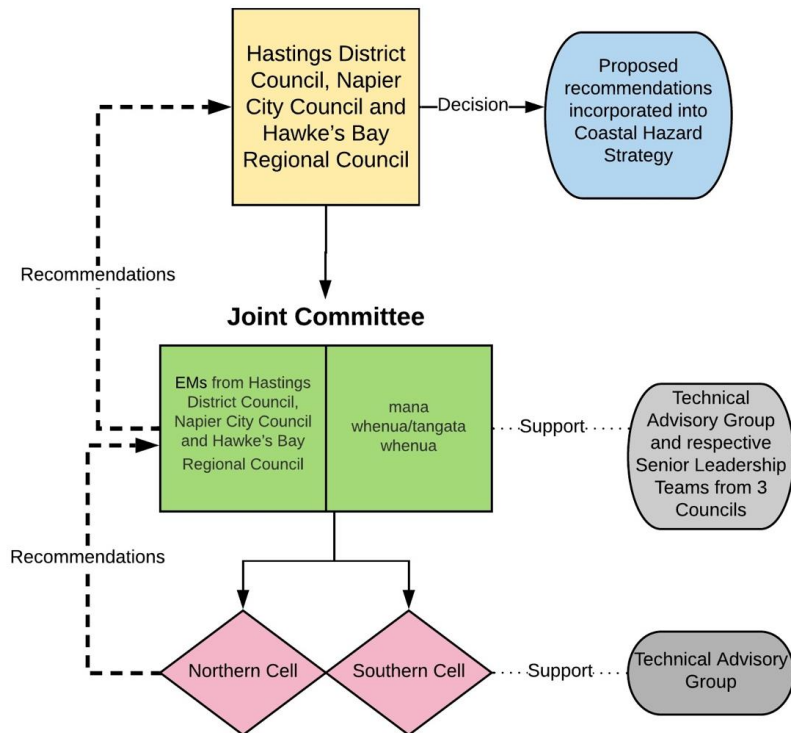 Hastings District
Council, Napier
City Council and
Hawke's Bay
Regional Council
Decision
Proposed
recommendations
incorporated into
Coastal Hazard
Strategy
Recommendations
Joint Committee
EMs from Hastings
District Council,
Napier City Council
and Hawke's Bay
Regional Council
mana
whenua/tangata
whenua
Support
Technical
Advisory Group
and respective
Senior Leadership
Teams from 3
Councils
Recommendations
Northern Cell
Southern Cell
Support
Technical Advisory
Group